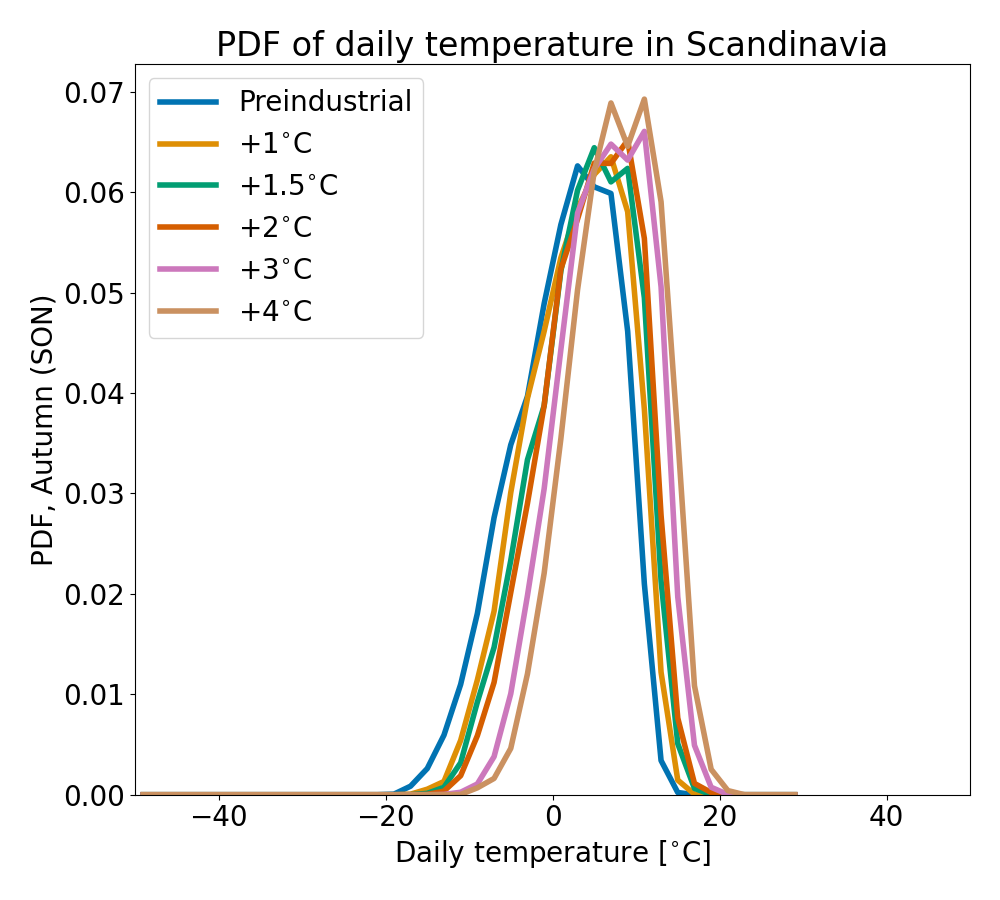 PDF of daily temperature in Scandinavia
Preindustrial
+1°C
+1.5°C
+2°C
+3°C
+4°C
PDF, Autumn (SON)
0.07
0.06
0.05
0.04
0.03
0.02
0.01
0.00
−40
−20
0
20
40
Daily temperature [°C]